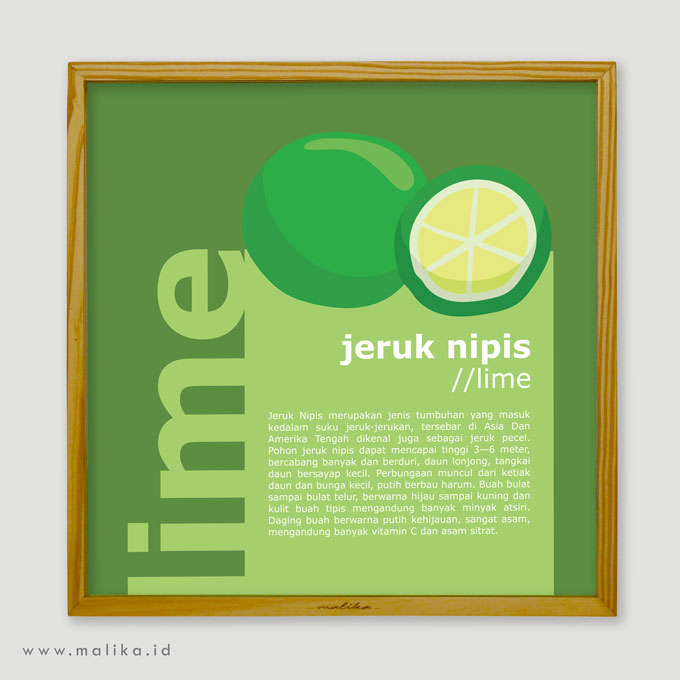 lime
jeruk nipis
//lime
Jeruk Nipis merupakan jenis tumbuhan yang masuk
kedalam suku jeruk-jerukan, tersebar di Asia Dan
Amerika Tengah dikenal juga sebagai jeruk pecel.
Pohon jeruk nipis dapat mencapai tinggi 3—6 meter,
bercabang banyak dan berduri, daun lonjong, tangkai
daun bersayap kecil. Perbungaan muncul dari ketiak
daun dan bunga kecil, putih berbau harum. Buah bulat
sampai bulat telur, berwarna hijau sampai kuning dan
kulit buah tipis mengandung banyak minyak atsiri.
Daging buah berwarna putih kehijauan, sangat asam,
mengandung banyak vitamin C dan asam sitrat.
malika
www.malika.id